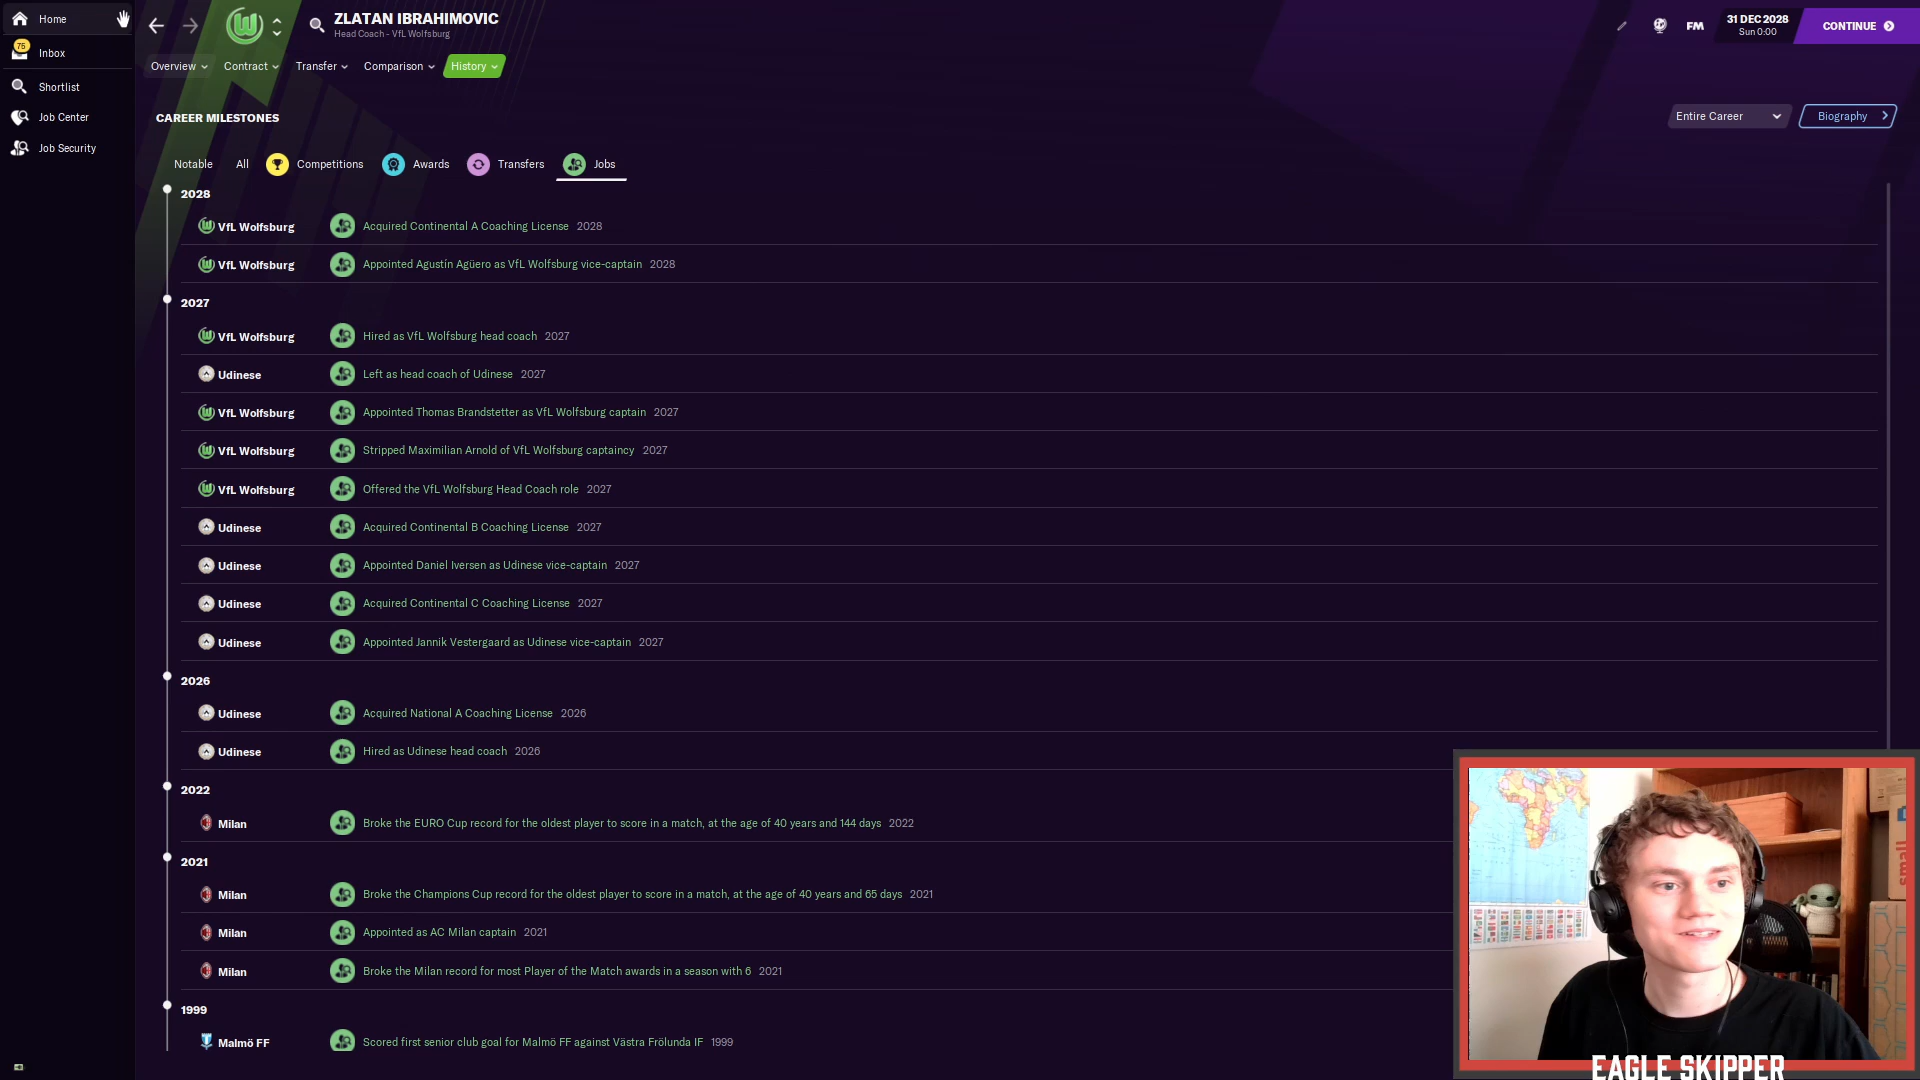 Home
75
Inbox
Shortlist
Job Center
Job Security
ZLATAN IBRAHIMOVIC
Head Coach - VfL Wolfsburg
FM
31 DEC 2028
Sun 0:00
CONTINUE
Overview
Contract
Transfer
Comparison
History
CAREER MILESTONES
Entire Career
Biography
Notable
All
Competitions
Awards
Transfers
Jobs
2028
VfL Wolfsburg Acquired Continental A Coaching License 2028
VfL Wolfsburg Appointed Agustín Agüero as VfL Wolfsburg vice-captain 2028
2027
VfL Wolfsburg Hired as VfL Wolfsburg head coach 2027
Udinese Left as head coach of Udinese 2027
VfL Wolfsburg Appointed Thomas Brandstetter as VfL Wolfsburg captain 2027
VfL Wolfsburg Stripped Maximilian Arnold of VfL Wolfsburg captaincy 2027
VfL Wolfsburg Offered the VfL Wolfsburg Head Coach role 2027
Udinese Acquired Continental B Coaching License 2027
Udinese Appointed Daniel Iversen as Udinese vice-captain 2027
Udinese Acquired Continental C Coaching License 2027
Udinese Appointed Jannik Vestergaard as Udinese vice-captain 2027
2026
Udinese Acquired National A Coaching License 2026
Udinese Hired as Udinese head coach 2026
2022
Milan Broke the EURO Cup record for the oldest player to score in a match, at the age of 40 years and 144 days 2022
2021
Milan Broke the Champions Cup record for the oldest player to score in a match, at the age of 40 years and 65 days 2021
Milan Appointed as AC Milan captain 2021
Milan Broke the Milan record for most Player of the Match awards in a season with 6 2021
1999
Malmö FF Scored first senior club goal for Malmö FF against Västra Frölunda IF 1999
small
EAGLE SKIPPER